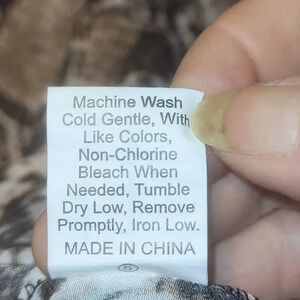 Machine Wash
Cold Gentle, With
Like Colors,
Non-Chlorine
Bleach When
Needed, Tumble
Dry Low, Remove
Promptly, Iron Low.
MADE IN CHINA